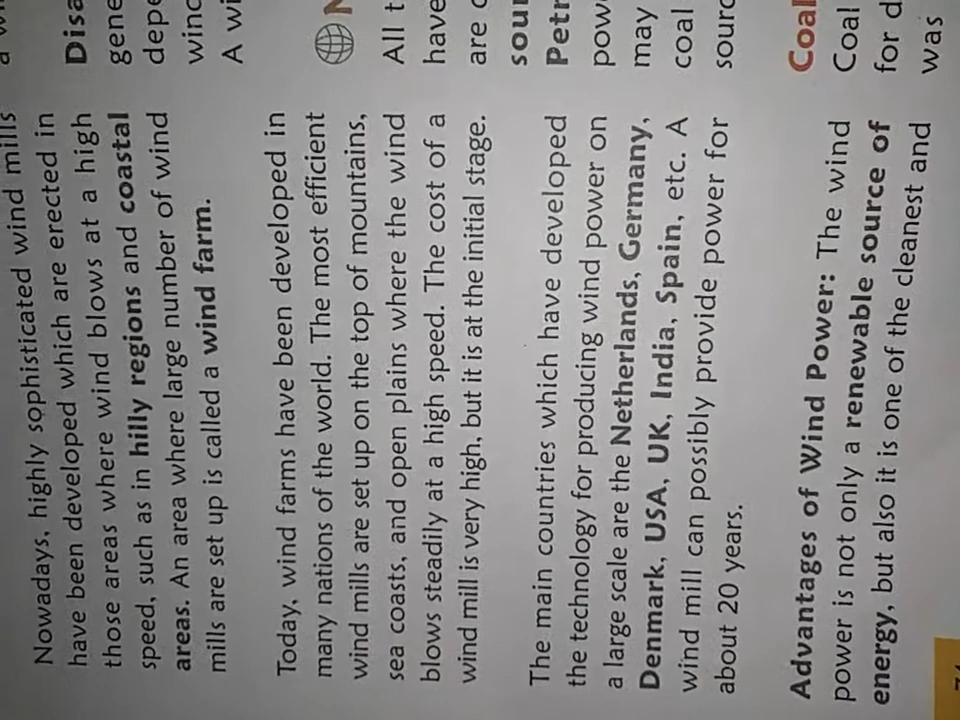 Nowadays, highly sophisticated wind mills
have been developed which are erected in
those areas where wind blows at a high
speed, such as in hilly regions and coastal
areas. An area where large number of wind
mills are set up is called a wind farm.
Today, wind farms have been developed in
many nations of the world. The most efficient
wind mills are set up on the top of mountains,
sea coasts, and open plains where the wind
blows steadily at a high speed. The cost of a
wind mill is very high, but it is at the initial stage.
The main countries which have developed
the technology for producing wind power on
a large scale are the Netherlands, Germany,
Denmark, USA, UK, India, Spain, etc. A
wind mill can possibly provide power for
about 20 years.
Advantages of Wind Power: The wind
power is not only a renewable source of
energy, but also it is one of the cleanest and
A wi
All t
have
are
may
coal
Coal
Coal
for d
was